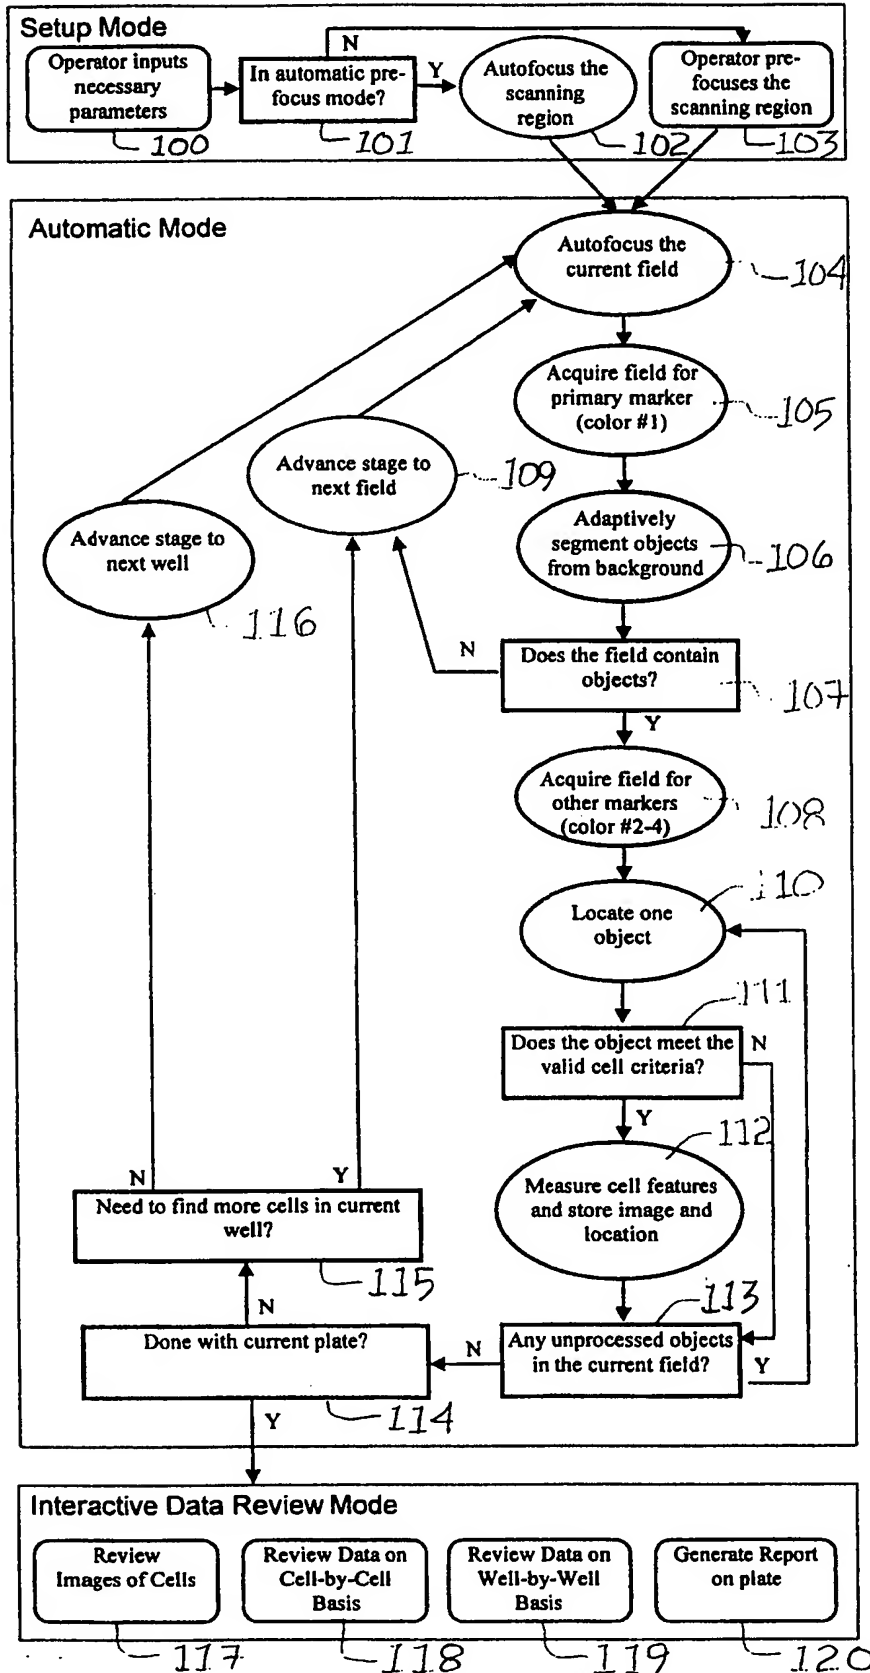 Setup Mode
Operator inputs
necessary
parameters
100
In automatic pre-
focus mode?
101
N
Y
Autofocus the
scanning
region
102
Operator pre-
focuses the
scanning region
103
Automatic Mode
Autofocus the
current field
104
Acquire field for
primary marker
(color #1)
105
Advance stage to
next field
109
Adaptively
segment objects
from background
106
Advance stage to
next well
116
Does the field contain
objects?
107
N
Y
Acquire field for
other markers
(color #2-4)
108
Locate one
object
110
Does the object meet the
valid cell criteria?
111
N
Y
Measure cell features
and store image and
location
112
N
Y
Need to find more cells in current
well?
115
N
Any unprocessed objects
in the current field?
113
N
Y
Done with current plate?
114
Y
Interactive Data Review Mode
Review
Images of Cells
117
Review Data on
Cell-by-Cell
Basis
118
Review Data on
Well-by-Well
Basis
119
Generate Report
on plate
120